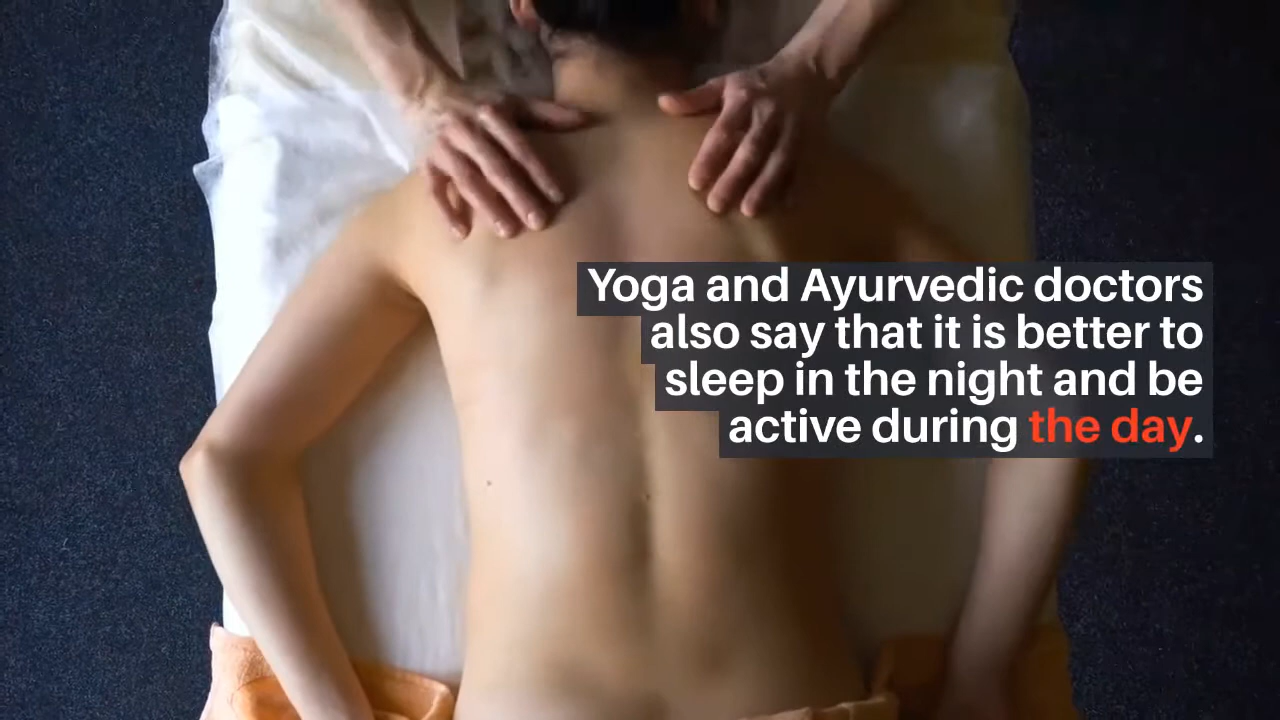 Yoga and Ayurvedic doctors
also say that it is better to
sleep in the night and be
active during the day.